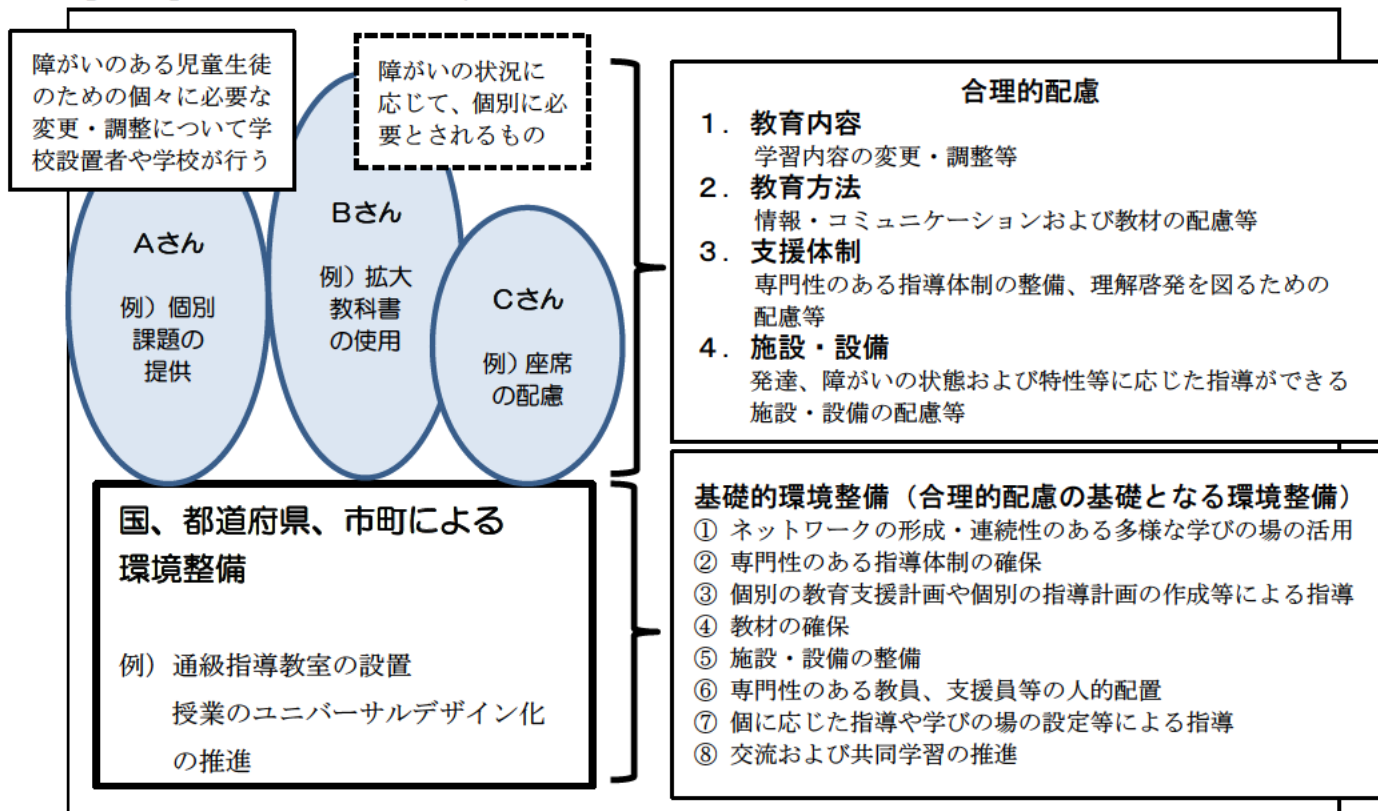 障がいのある児童生徒
のための個々に必要な
変更・調整について学
校設置者や学校が行う
障がいの状況に
応じて、個別に必
要とされるもの
Aさん
例）個別
課題の
提供
Bさん
例）拡大
教科書
の使用
Cさん
例）座席
の配慮
合理的配慮
１．教育内容
学習内容の変更・調整等
２．教育方法
情報・コミュニケーションおよび教材の配慮等
３．支援体制
専門性のある指導体制の整備、理解啓発を図るための
配慮等
４．施設・設備
発達、障がいの状態および特性等に応じた指導ができる
施設・設備の配慮等
国、都道府県、市町による
環境整備
例）通級指導教室の設置
授業のユニバーサルデザイン化
の推進
基礎的環境整備（合理的配慮の基礎となる環境整備）
① ネットワークの形成・連続性のある多様な学びの場の活用
② 専門性のある指導体制の確保
③ 個別の教育支援計画や個別の指導計画の作成等による指導
④ 教材の確保
⑤ 施設・設備の整備
⑥ 専門性のある教員、支援員等の人的配置
⑦ 個に応じた指導や学びの場の設定等による指導
⑧ 交流および共同学習の推進